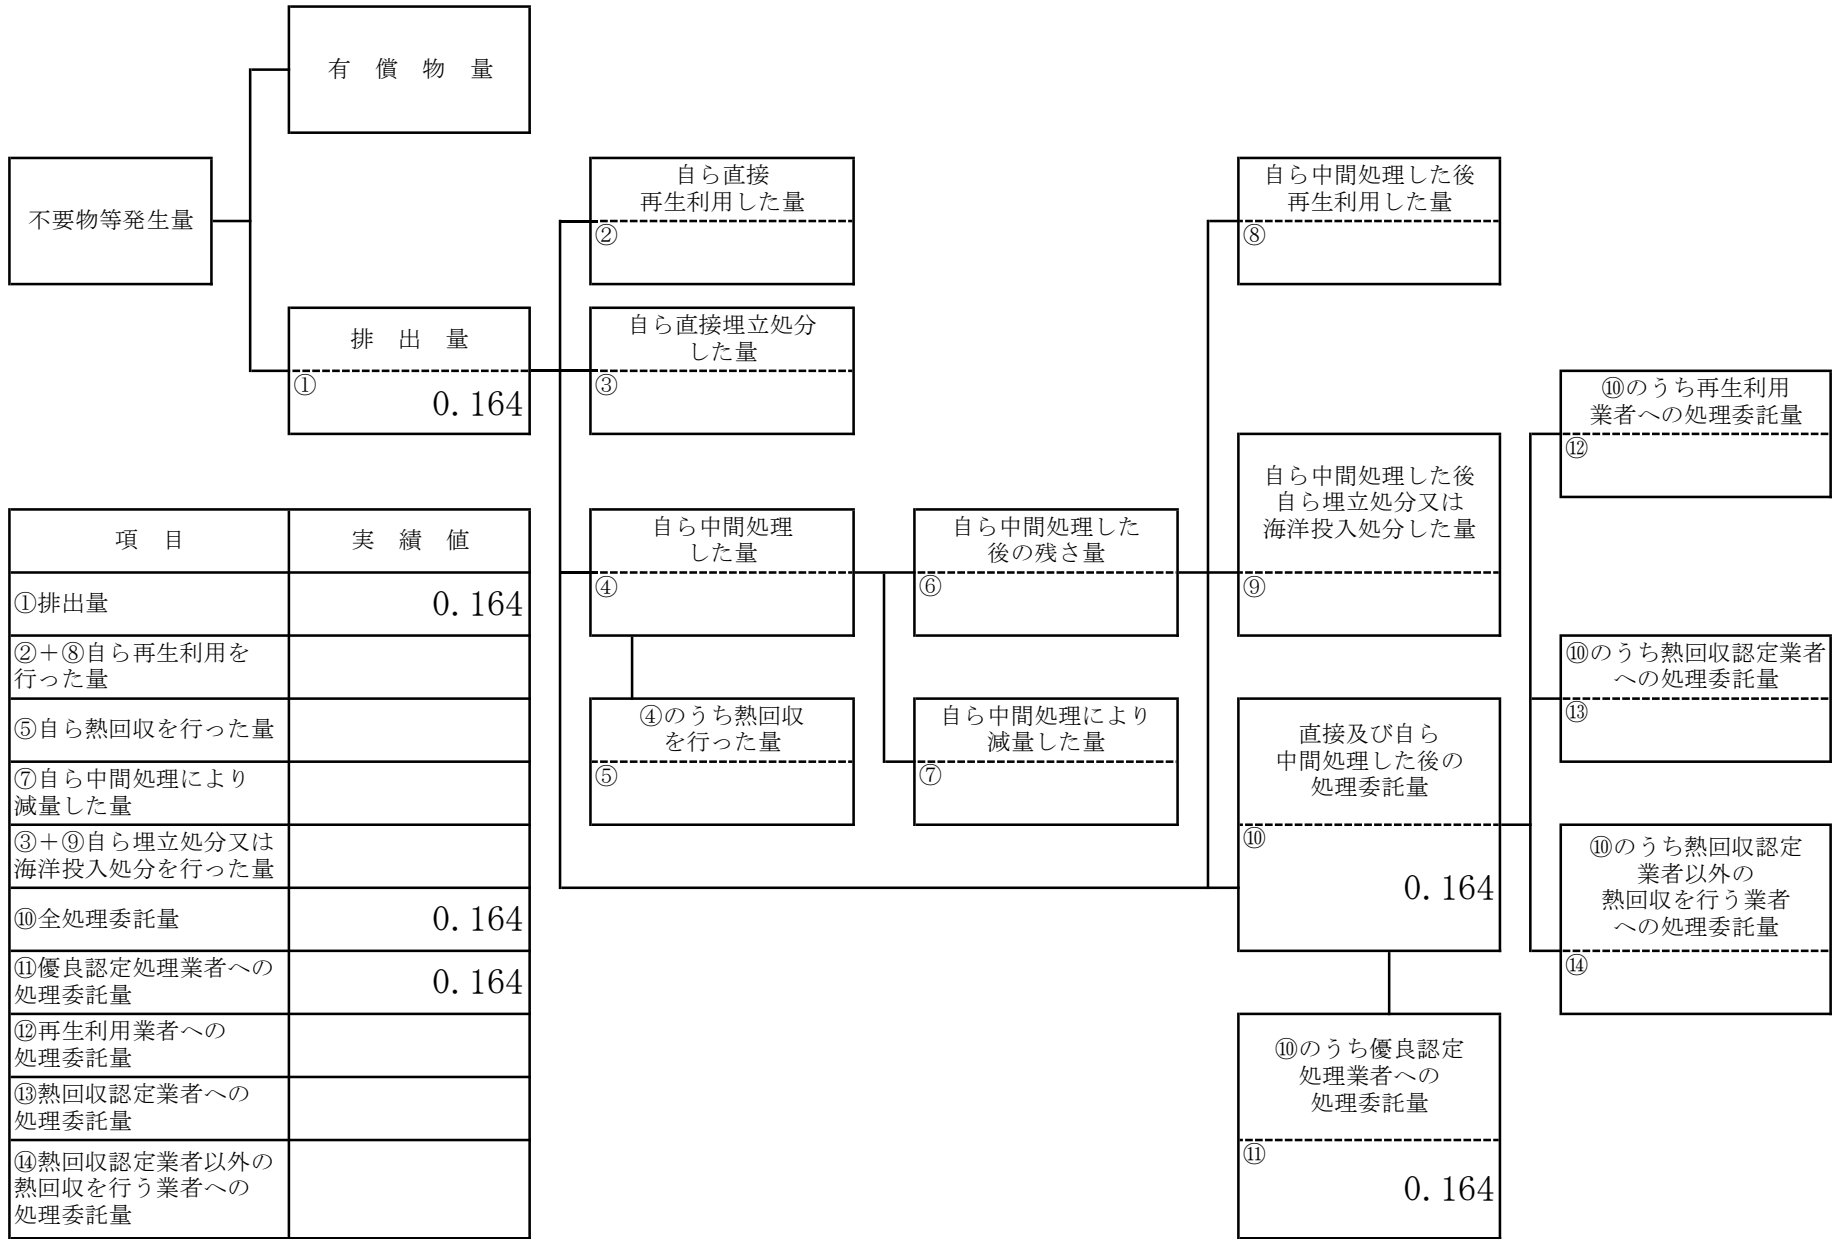 有 償 物 量
不要物等発生量
排 出 量
①
0.164
自ら直接
再生利用した量
②
自ら直接埋立処分
した量
③
自ら中間処理
した量
④
④のうち熱回収
を行った量
⑤
自ら中間処理した
後の残さ量
⑥
自ら中間処理により
減量した量
⑦
自ら中間処理した後
再生利用した量
⑧
自ら中間処理した後
自ら埋立処分又は
海洋投入処分した量
⑨
直接及び自ら
中間処理した後の
処理委託量
⑩
0.164
⑩のうち優良認定
処理業者への
処理委託量
⑪
0.164
⑩のうち再生利用
業者への処理委託量
⑫
⑩のうち熱回収認定業者
への処理委託量
⑬
⑩のうち熱回収認定
業者以外の
熱回収を行う業者
への処理委託量
⑭
項 目 実 績 値
①排出量 0.164
②＋⑧自ら再生利用を
行った量
⑤自ら熱回収を行った量
⑦自ら中間処理により
減量した量
③＋⑨自ら埋立処分又は
海洋投入処分を行った量
⑩全処理委託量 0.164
⑪優良認定処理業者への
処理委託量 0.164
⑫再生利用業者への
処理委託量
⑬熱回収認定業者への
処理委託量
⑭熱回収認定業者以外の
熱回収を行う業者への
処理委託量